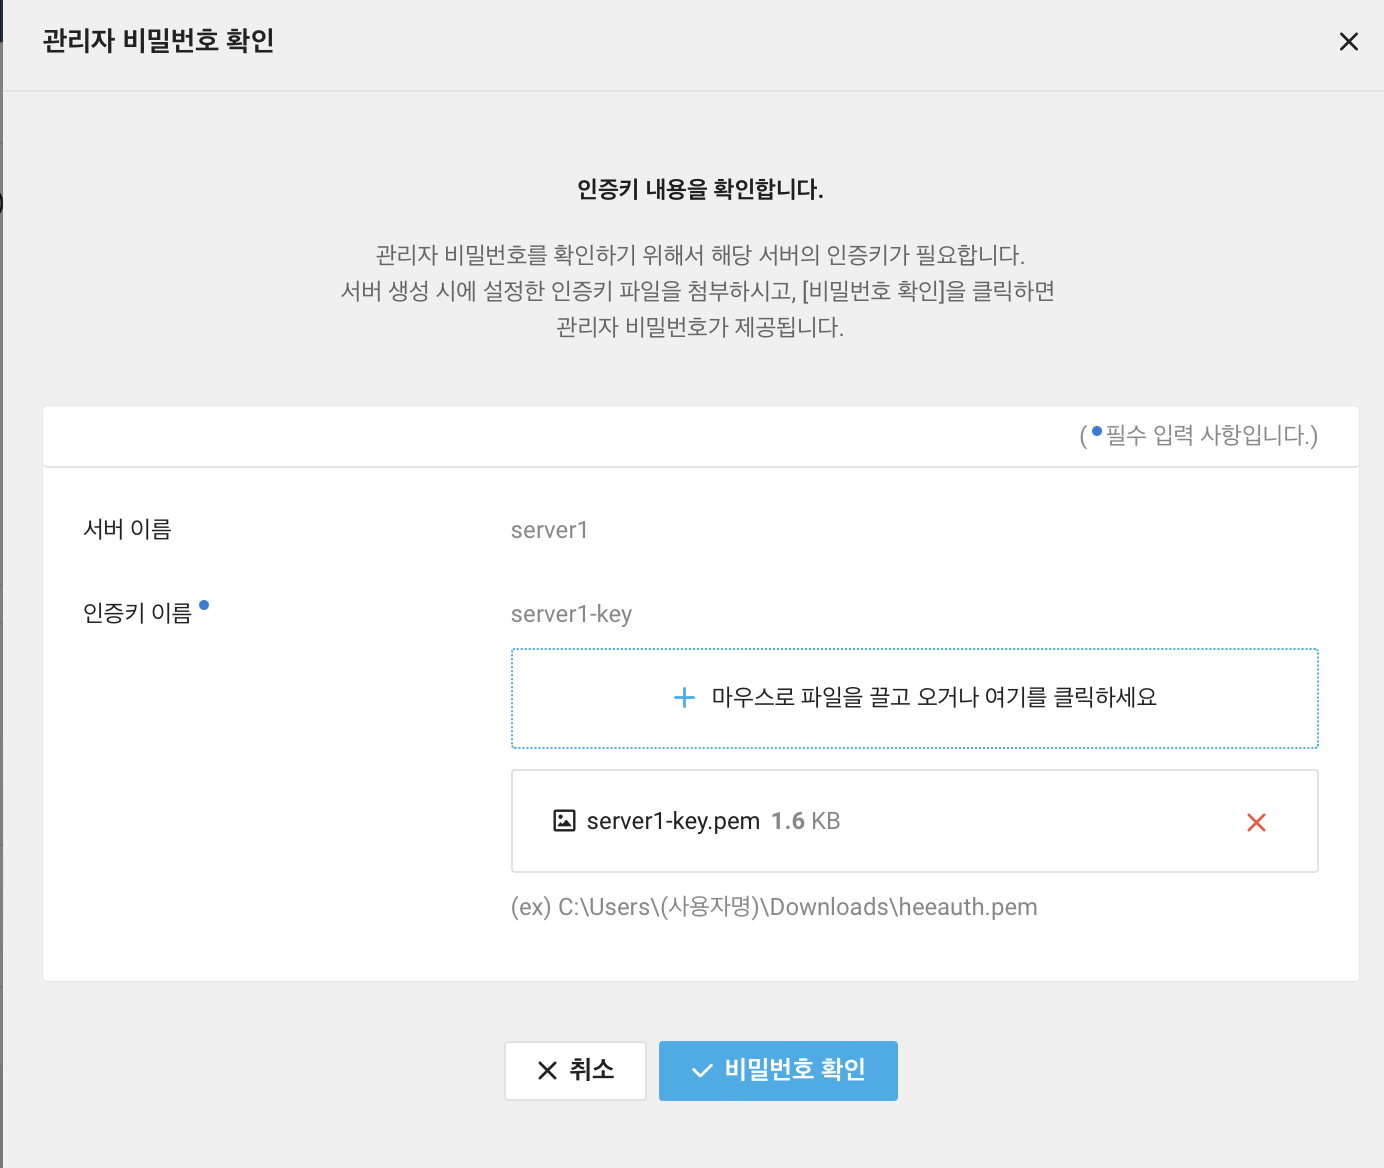 관리자 비밀번호 확인
인증키 내용을 확인합니다.
관리자 비밀번호를 확인하기 위해서 해당 서버의 인증키가 필요합니다.
서버 생성 시에 설정한 인증키 파일을 첨부하시고, [비밀번호 확인]을 클릭하면
관리자 비밀번호가 제공됩니다.
( 필수 입력 사항입니다.)
서버 이름 server1
인증키 이름 server1-key
마우스로 파일을 끌고 오거나 여기를 클릭하세요
server1-key.pem 1.6 KB
(ex) C:\Users\(사용자명)\Downloads\heeauth.pem
취소 비밀번호 확인